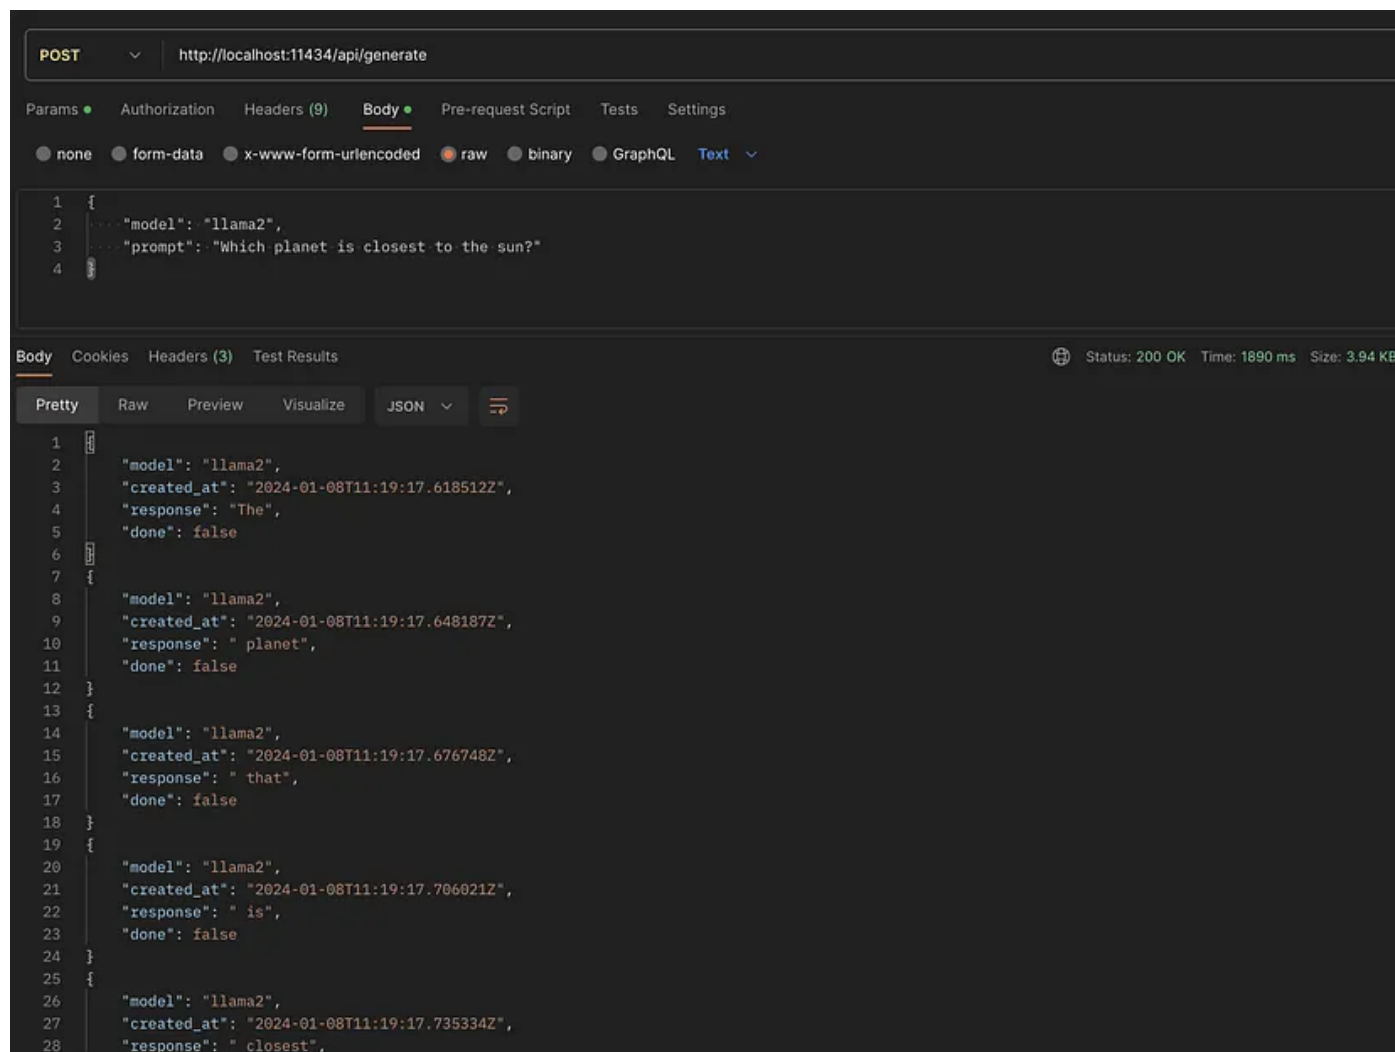 POST http://localhost:11434/api/generate
Params Authorization Headers (9) Body Pre-request Script Tests Settings
none form-data x-www-form-urlencoded raw binary GraphQL Text
1 {
2 "model": "llama2",
3 "prompt": "Which planet is closest to the sun?"
4 }
Body Cookies Headers (3) Test Results Status: 200 OK Time: 1890 ms Size: 3.94 KB
Pretty Raw Preview Visualize JSON
1 {
2 "model": "llama2",
3 "created_at": "2024-01-08T11:19:17.618512Z",
4 "response": "The",
5 "done": false
6 }
7 {
8 "model": "llama2",
9 "created_at": "2024-01-08T11:19:17.648187Z",
10 "response": " planet",
11 "done": false
12 }
13 {
14 "model": "llama2",
15 "created_at": "2024-01-08T11:19:17.676748Z",
16 "response": " that",
17 "done": false
18 }
19 {
20 "model": "llama2",
21 "created_at": "2024-01-08T11:19:17.706021Z",
22 "response": " is",
23 "done": false
24 }
25 {
26 "model": "llama2",
27 "created_at": "2024-01-08T11:19:17.735334Z",
28 "response": " closest",